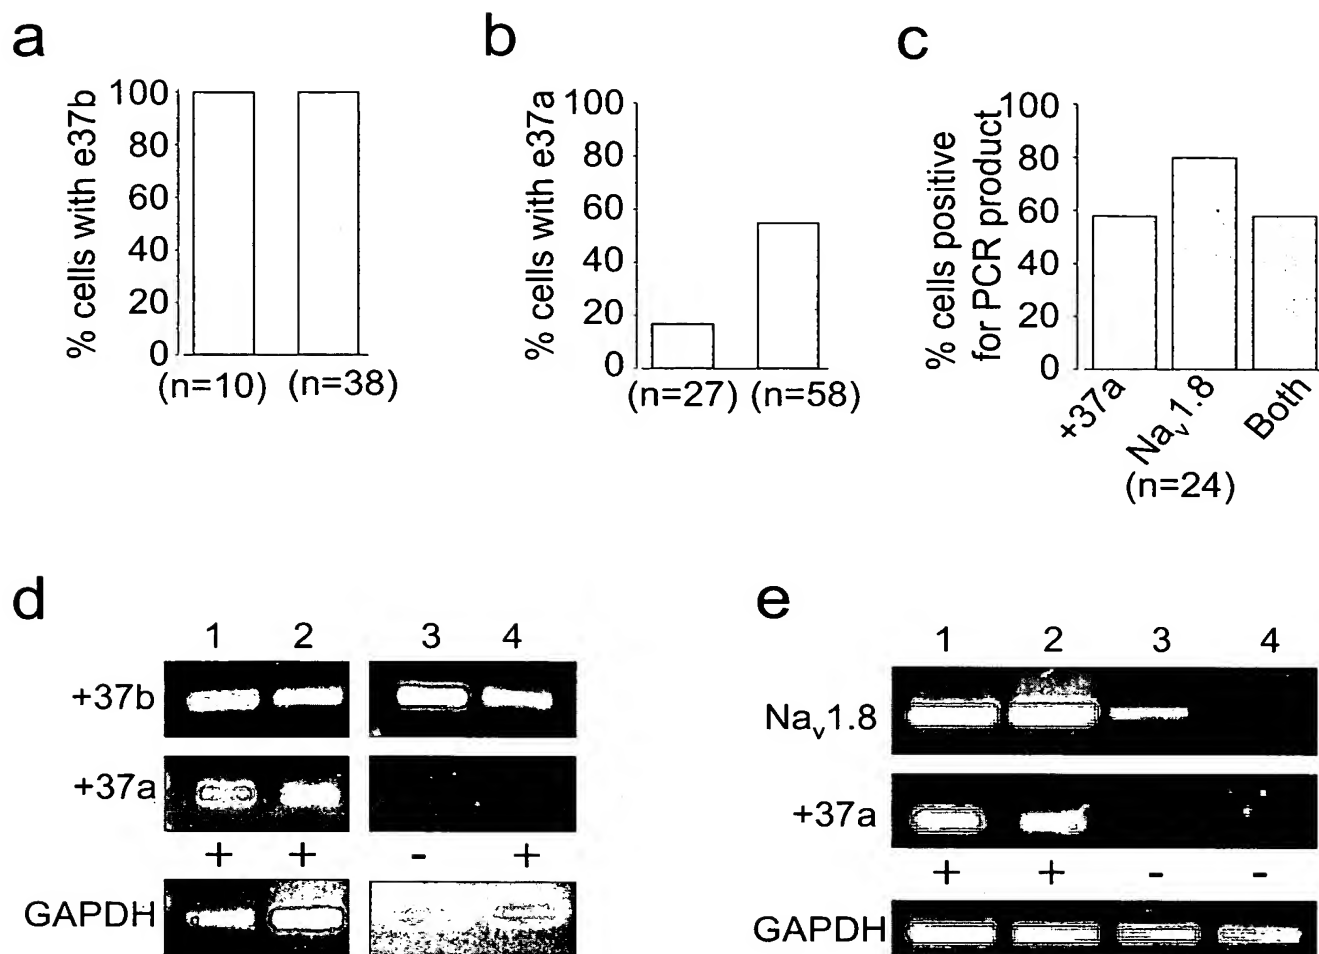 a
% cells with e37b
100
80
60
40
20
0
(n=10) (n=38)
b
% cells with e37a
100
80
60
40
20
0
(n=27) (n=58)
c
% cells positive
for PCR product
100
80
60
40
20
0
+37a
Nav1.8
Both
(n=24)
d
1 2 3 4
+37b
+37a
+ + - +
GAPDH
e
1 2 3 4
Nav1.8
+37a
+ + - -
GAPDH